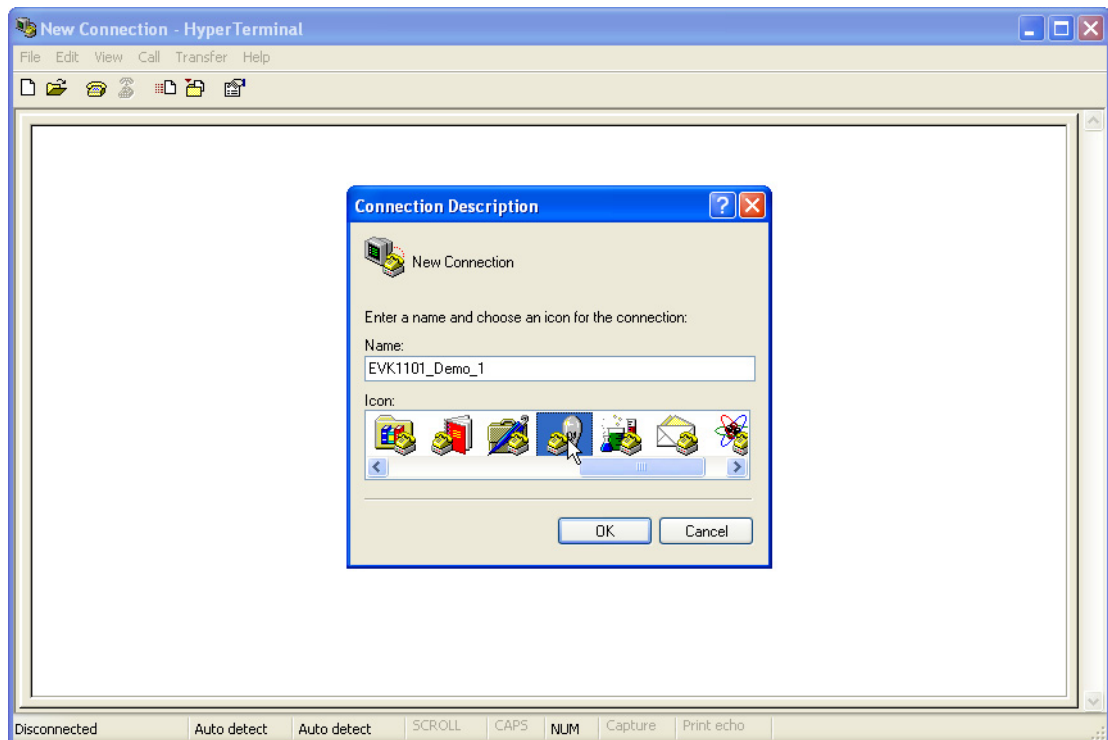 New Connection - HyperTerminal
File Edit View Call Transfer Help
Connection Description
New Connection
Enter a name and choose an icon for the connection:
Name:
EVK1101_Demo_1
Icon:
OK Cancel
Disconnected Auto detect Auto detect SCROLL CAPS NUM Capture Print echo